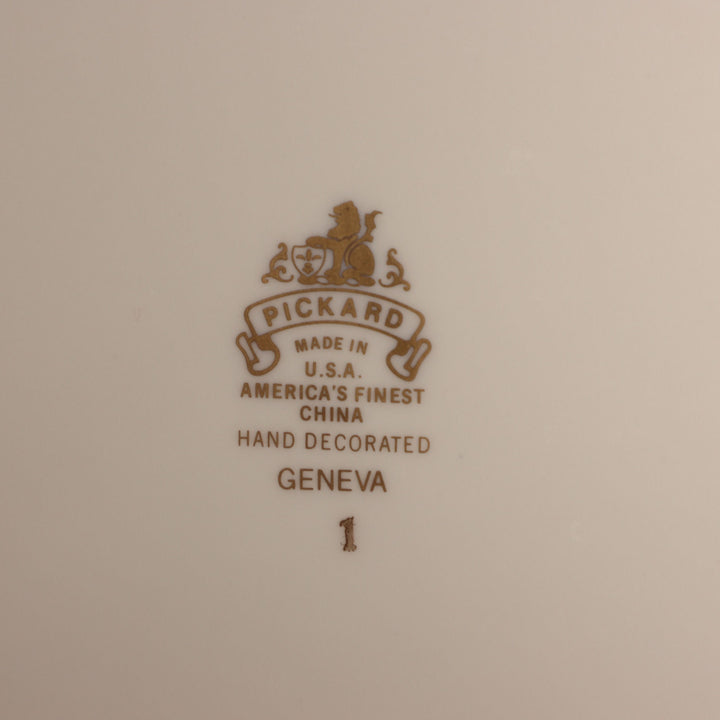 PICKARD
MADE IN
U.S.A.
AMERICA'S FINEST
CHINA
HAND DECORATED
GENEVA
1